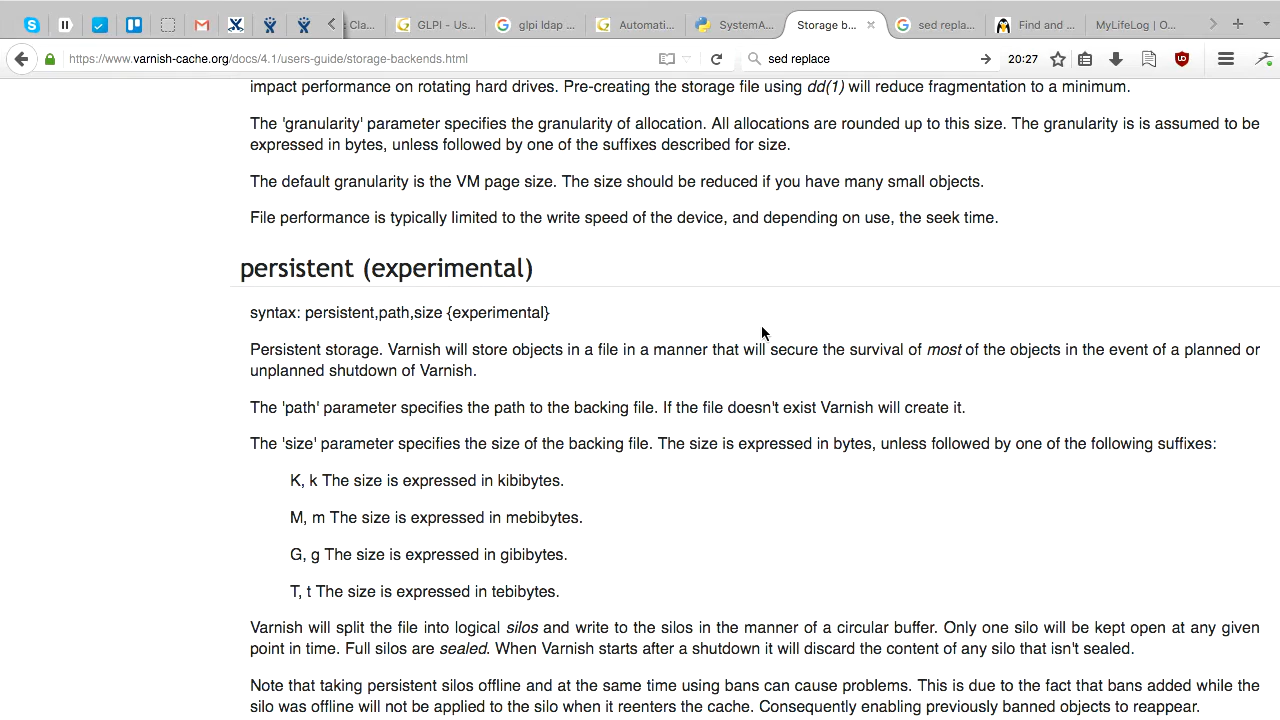 : Cla...
GLPI - Us...
glpi ldap ...
Automati...
SystemA...
Storage b...
sed repla...
Find and ...
MyLifeLog | O...
https://www.varnish-cache.org/docs/4.1/users-guide/storage-backends.html
sed replace
20:27
impact performance on rotating hard drives. Pre-creating the storage file using dd(1) will reduce fragmentation to a minimum.
The 'granularity' parameter specifies the granularity of allocation. All allocations are rounded up to this size. The granularity is is assumed to be
expressed in bytes, unless followed by one of the suffixes described for size.
The default granularity is the VM page size. The size should be reduced if you have many small objects.
File performance is typically limited to the write speed of the device, and depending on use, the seek time.
persistent (experimental)
syntax: persistent,path,size {experimental}
Persistent storage. Varnish will store objects in a file in a manner that will secure the survival of most of the objects in the event of a planned or
unplanned shutdown of Varnish.
The 'path' parameter specifies the path to the backing file. If the file doesn't exist Varnish will create it.
The 'size' parameter specifies the size of the backing file. The size is expressed in bytes, unless followed by one of the following suffixes:
K, k The size is expressed in kibibytes.
M, m The size is expressed in mebibytes.
G, g The size is expressed in gibibytes.
T, t The size is expressed in tebibytes.
Varnish will split the file into logical silos and write to the silos in the manner of a circular buffer. Only one silo will be kept open at any given
point in time. Full silos are sealed. When Varnish starts after a shutdown it will discard the content of any silo that isn't sealed.
Note that taking persistent silos offline and at the same time using bans can cause problems. This is due to the fact that bans added while the
silo was offline will not be applied to the silo when it reenters the cache. Consequently enabling previously banned objects to reappear.